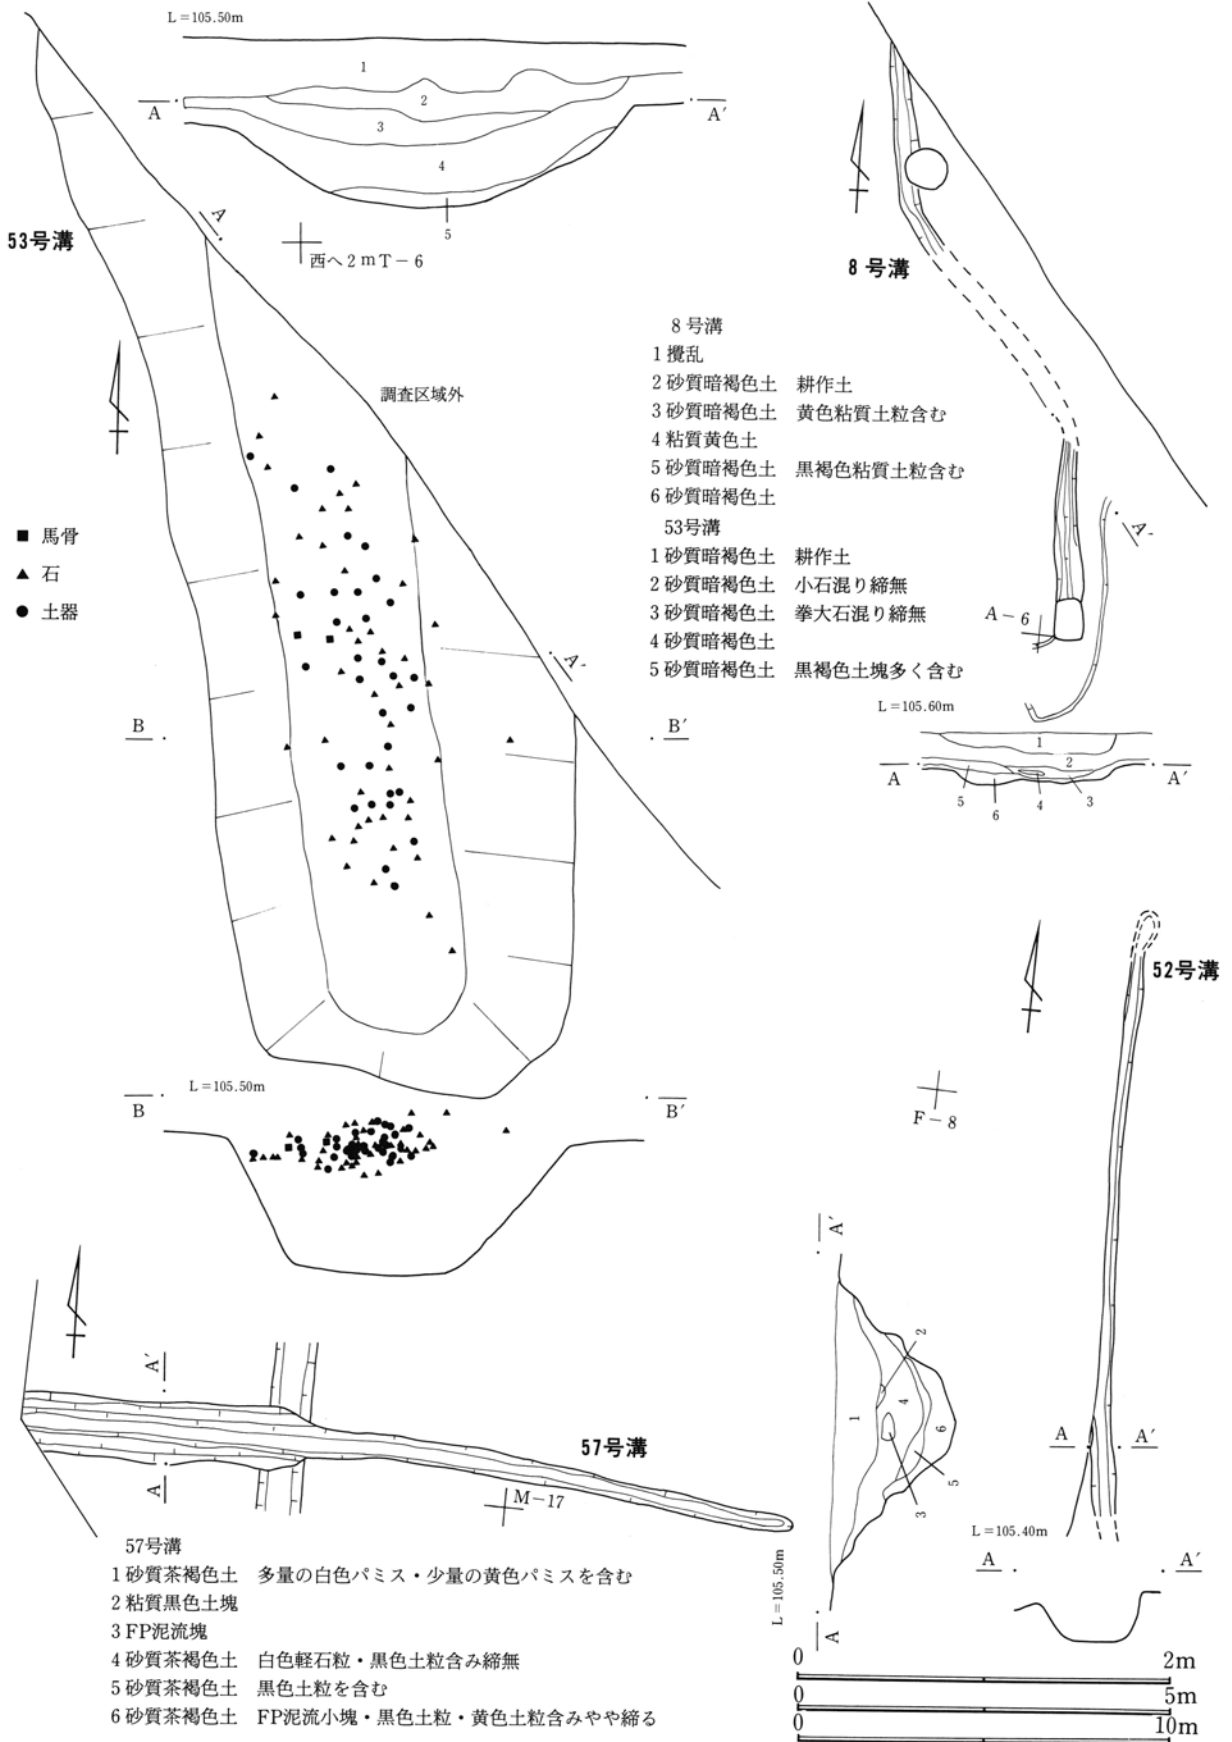 L=105.50m
1
2
3
4
5
A
A′
53号溝
A
西へ2mT-6
調査区域外
■ 馬骨
▲ 石
● 土器
A′
B
B′
L=105.50m
B
B′
8号溝
8号溝
1 攪乱
2 砂質暗褐色土 耕作土
3 砂質暗褐色土 黄色粘質土粒含む
4 粘質黄色土
5 砂質暗褐色土 黒褐色粘質土粒含む
6 砂質暗褐色土
53号溝
1 砂質暗褐色土 耕作土
2 砂質暗褐色土 小石混り締無
3 砂質暗褐色土 拳大石混り締無
4 砂質暗褐色土
5 砂質暗褐色土 黒褐色土塊多く含む
A′
A-6
L=105.60m
1
2
A
A′
5
6
4
3
52号溝
F-8
A′
2
1
4
6
5
3
A
L=105.50m
A
A′
L=105.40m
A
A′
A′
57号溝
A
M-17
57号溝
1 砂質茶褐色土 多量の白色パミス・少量の黄色パミスを含む
2 粘質黒色土塊
3 FP泥流塊
4 砂質茶褐色土 白色軽石粒・黒色土粒含み締無
5 砂質茶褐色土 黒色土粒を含む
6 砂質茶褐色土 FP泥流小塊・黒色土粒・黄色土粒含みやや締る
0 2m
0 5m
0 10m